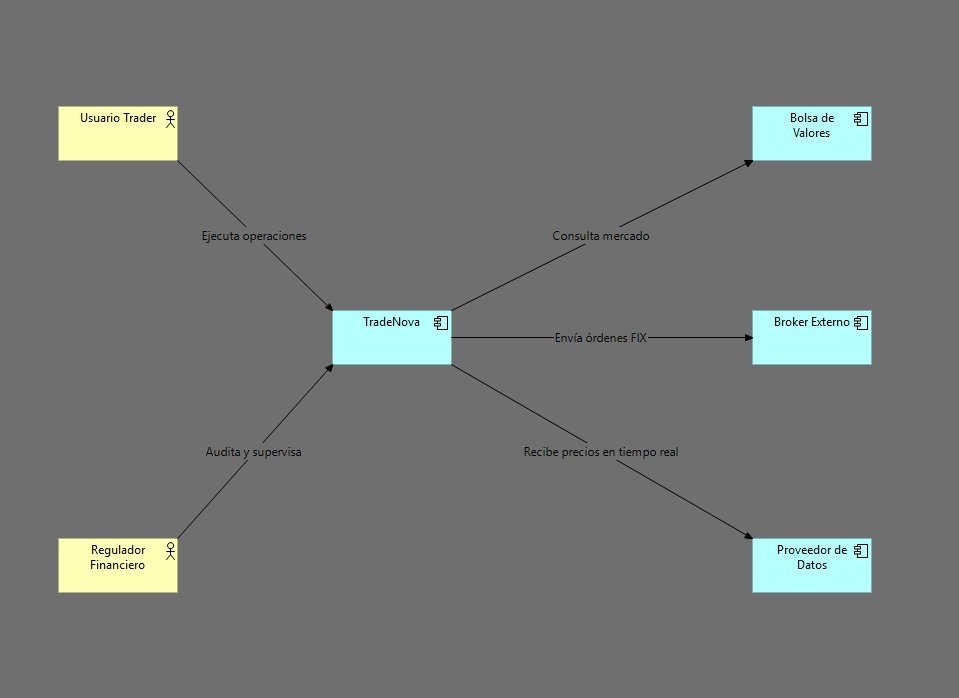 Usuario Trader
Bolsa de
Valores
Ejecuta operaciones
Consulta mercado
TradeNova
Envía órdenes FIX
Broker Externo
Audita y supervisa
Recibe precios en tiempo real
Regulador
Financiero
Proveedor de
Datos